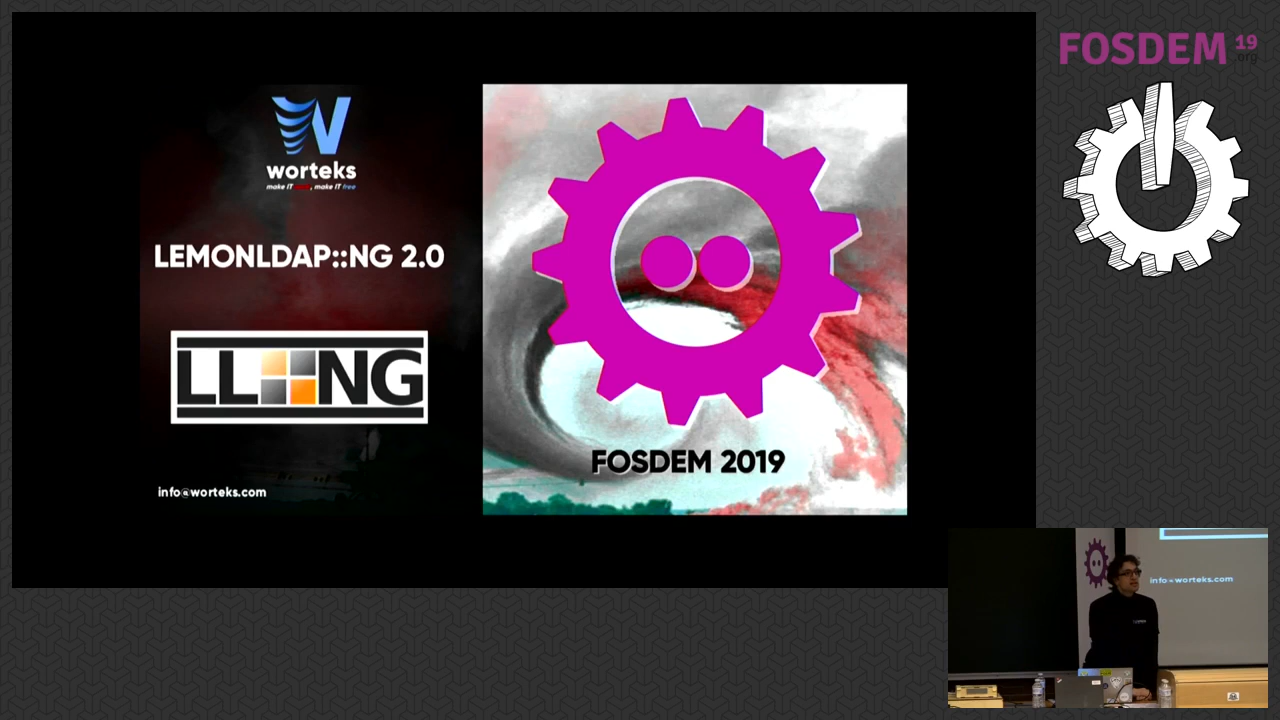 worteks
make IT
, make IT free
LEMONLDAP::NG 2.0
LL::NG
info@worteks.com
FOSDEM 2019
FOSDEM 19
.org
info@worteks.com